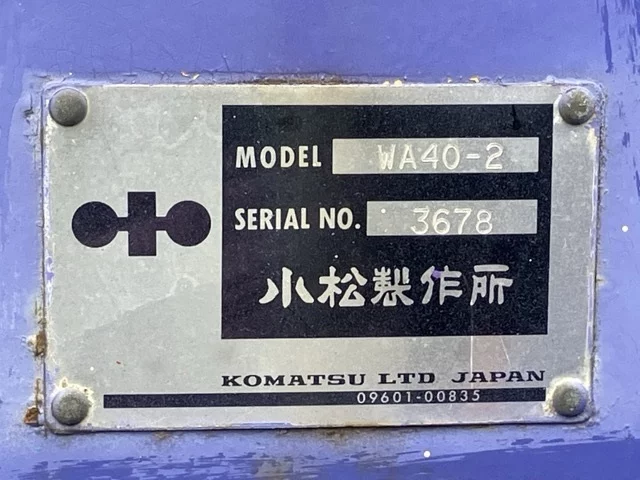 MODEL WA40-2
SERIAL NO. 3678
小松製作所
KOMATSU LTD JAPAN
09601-00835